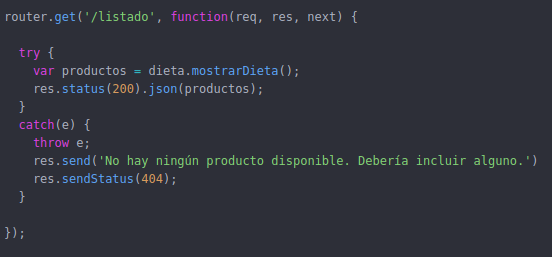 router.get('/listado', function(req, res, next) {
try {
var productos = dieta.mostrarDieta();
res.status(200).json(productos);
}
catch(e) {
throw e;
res.send('No hay ningún producto disponible. Debería incluir alguno.')
res.sendStatus(404);
}
});